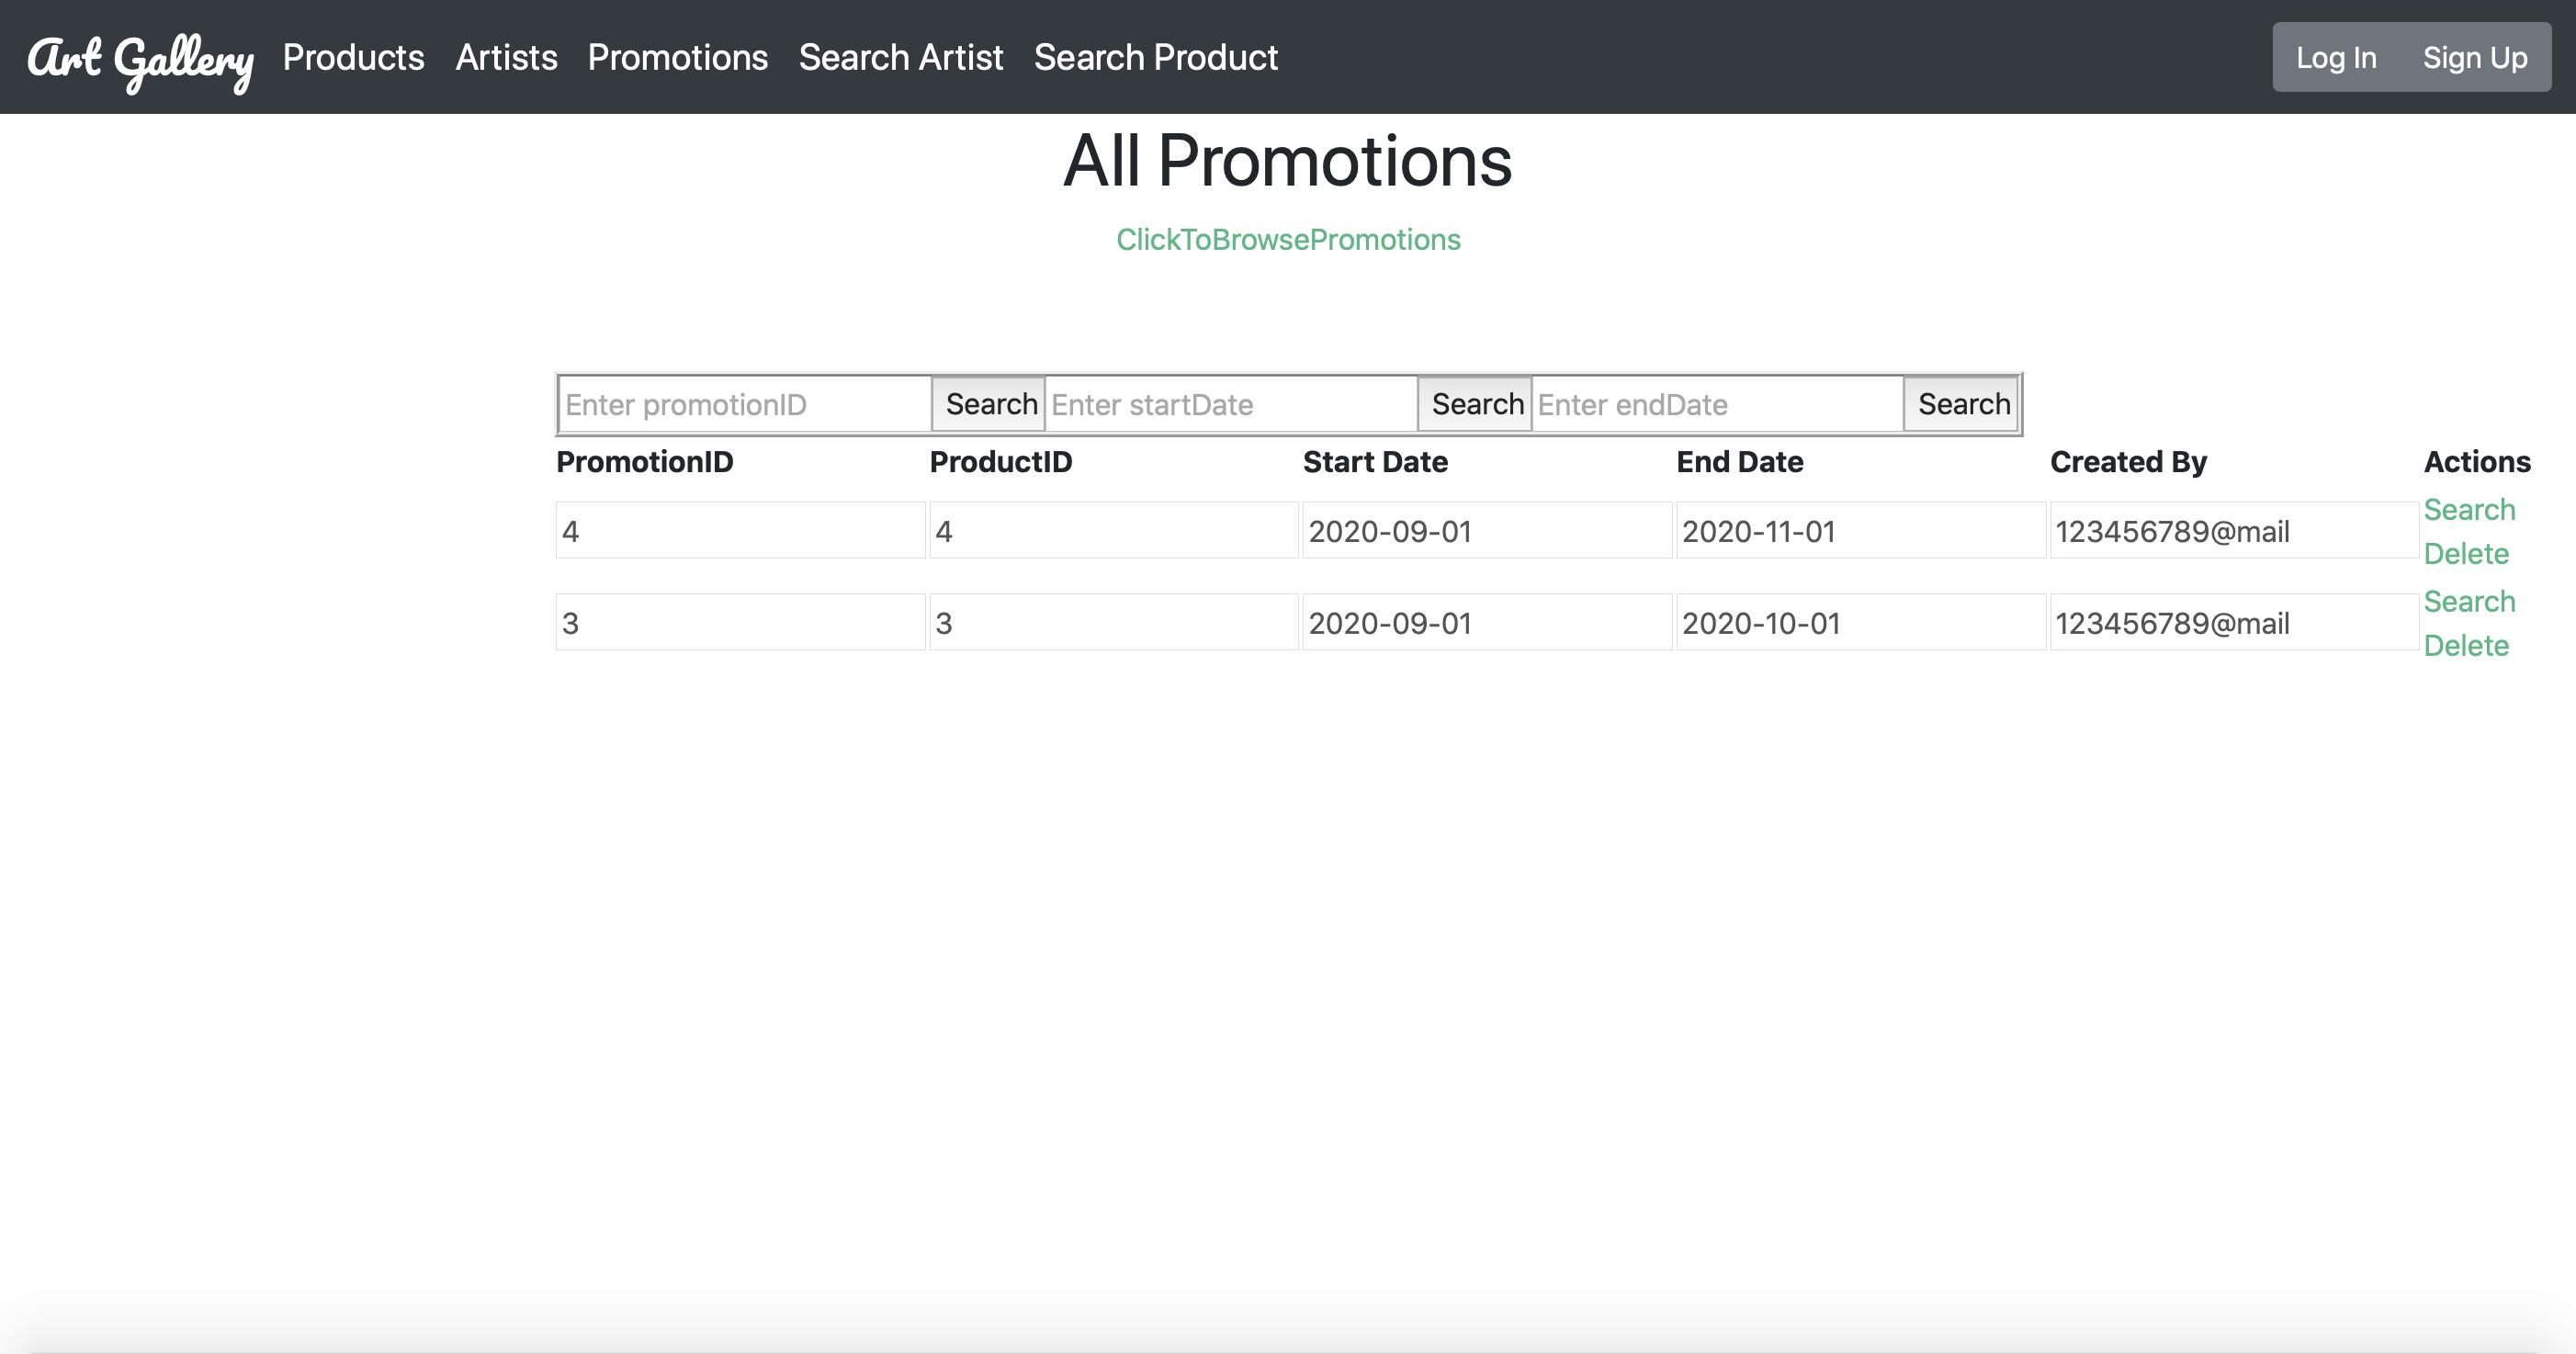 Art Gallery Products Artists Promotions Search Artist Search Product Log In Sign Up
All Promotions
ClickToBrowsePromotions
Enter promotionID Search Enter startDate Search Enter endDate Search
PromotionID ProductID Start Date End Date Created By Actions
4 4 2020-09-01 2020-11-01 123456789@mail Search
Delete
3 3 2020-09-01 2020-10-01 123456789@mail Search
Delete